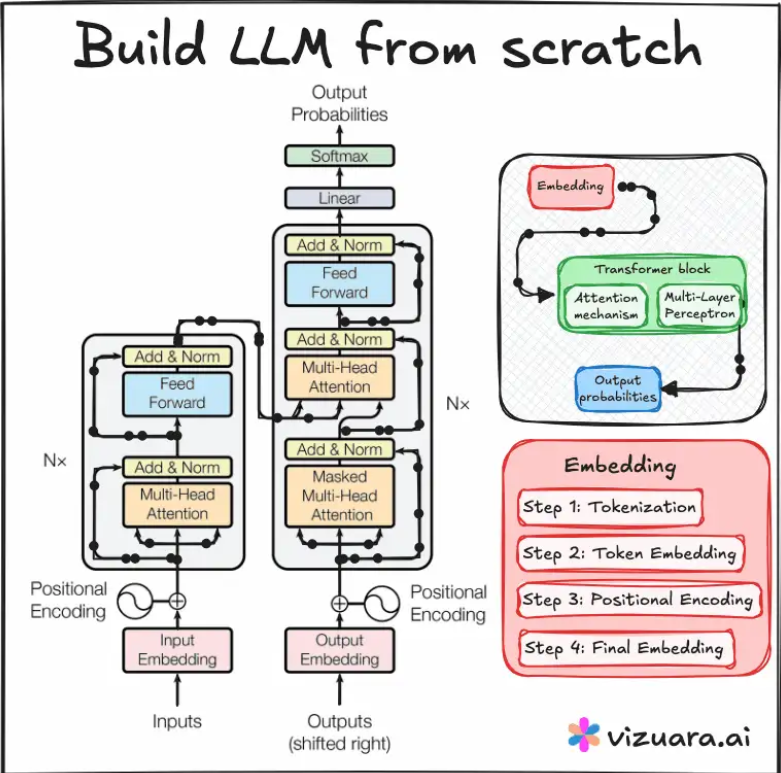 Build LLM from scratch
Output
Probabilities
Softmax
Linear
Add & Norm
Feed
Forward
Add & Norm
Multi-Head
Attention
Add & Norm
Masked
Multi-Head
Attention
Nx
Positional
Encoding
Output
Embedding
Outputs
(shifted right)
Add & Norm
Feed
Forward
Add & Norm
Multi-Head
Attention
Nx
Positional
Encoding
Input
Embedding
Inputs
Embedding
Transformer block
Attention
mechanism
Multi-Layer
Perceptron
Output
probabilities
Embedding
Step 1: Tokenization
Step 2: Token Embedding
Step 3: Positional Encoding
Step 4: Final Embedding
vizuara.ai